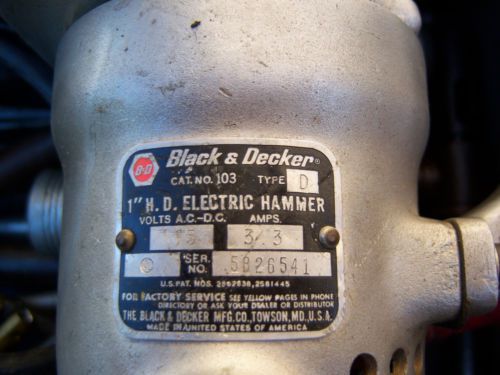 B&D Black & Decker®
CAT. NO. 103 TYPE D
1" H.D. ELECTRIC HAMMER
VOLTS A.C.-D.C. AMPS.
115 3.3
C SER. NO. 5826541
U.S. PAT. NOS. 2862638, 2581445
FOR FACTORY SERVICE SEE YELLOW PAGES IN PHONE
DIRECTORY OR ASK YOUR DEALER OR DISTRIBUTOR
THE BLACK & DECKER MFG. CO., TOWSON, MD., U.S.A.
MADE IN UNITED STATES OF AMERICA